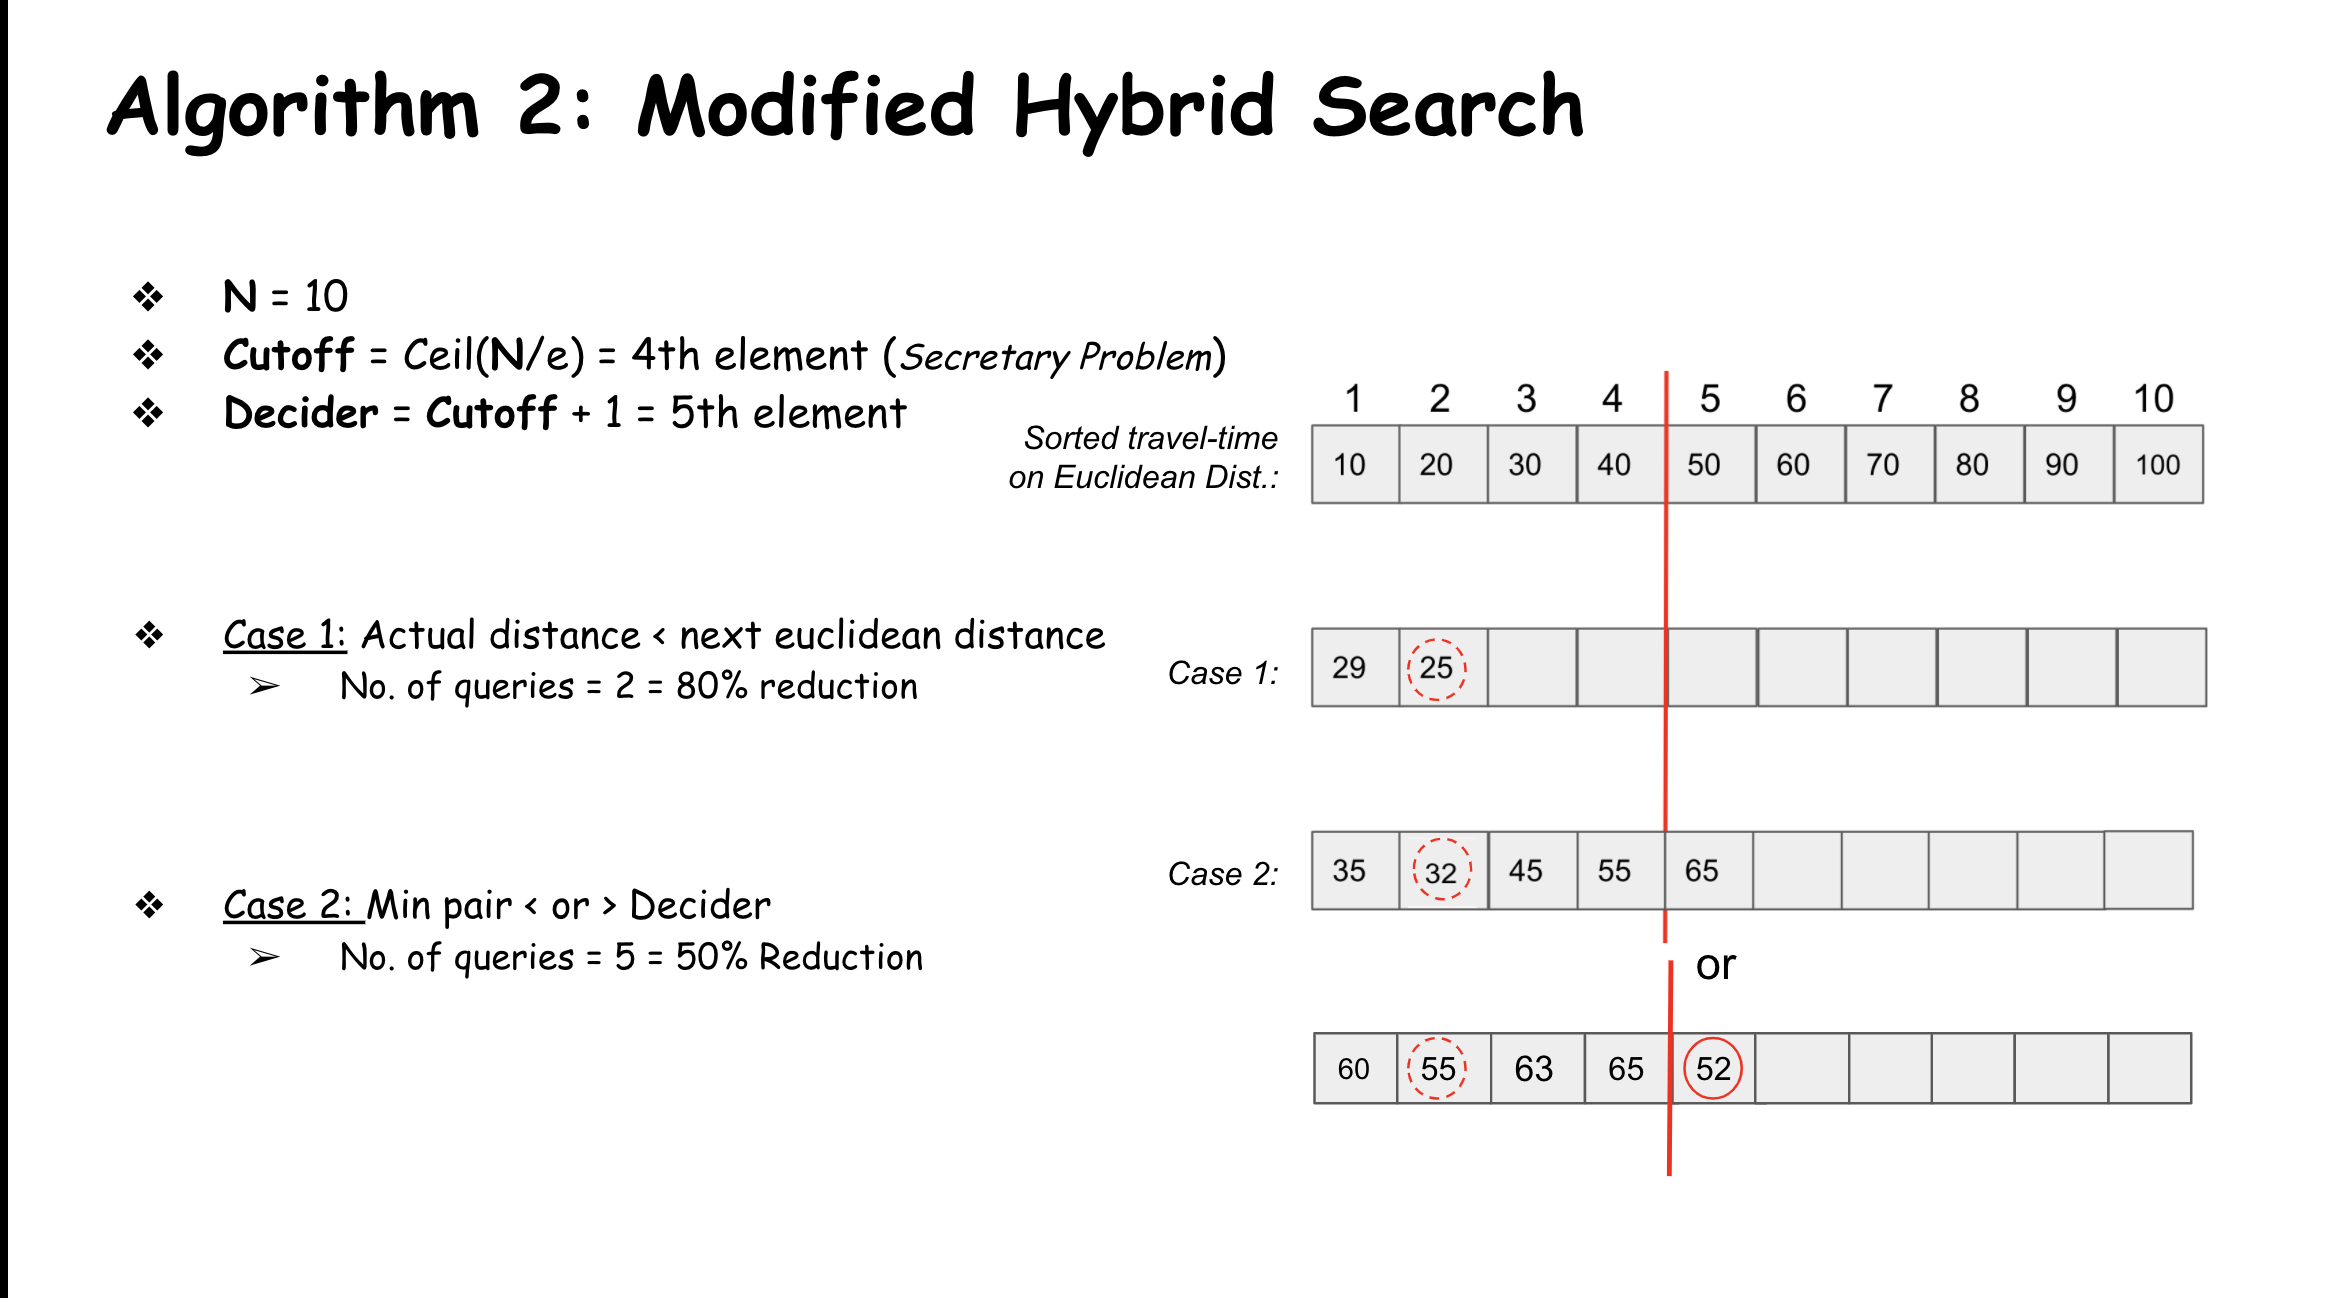 Algorithm 2: Modified Hybrid Search
❖ N = 10
❖ Cutoff = Ceil(N/e) = 4th element (Secretary Problem)
❖ Decider = Cutoff + 1 = 5th element
1 2 3 4 5 6 7 8 9 10
Sorted travel-time
on Euclidean Dist.:
10 20 30 40 50 60 70 80 90 100
❖ Case 1: Actual distance < next euclidean distance
➢ No. of queries = 2 = 80% reduction
Case 1:
29 25
❖ Case 2: Min pair < or > Decider
➢ No. of queries = 5 = 50% Reduction
Case 2:
35 32 45 55 65
or
60 55 63 65 52